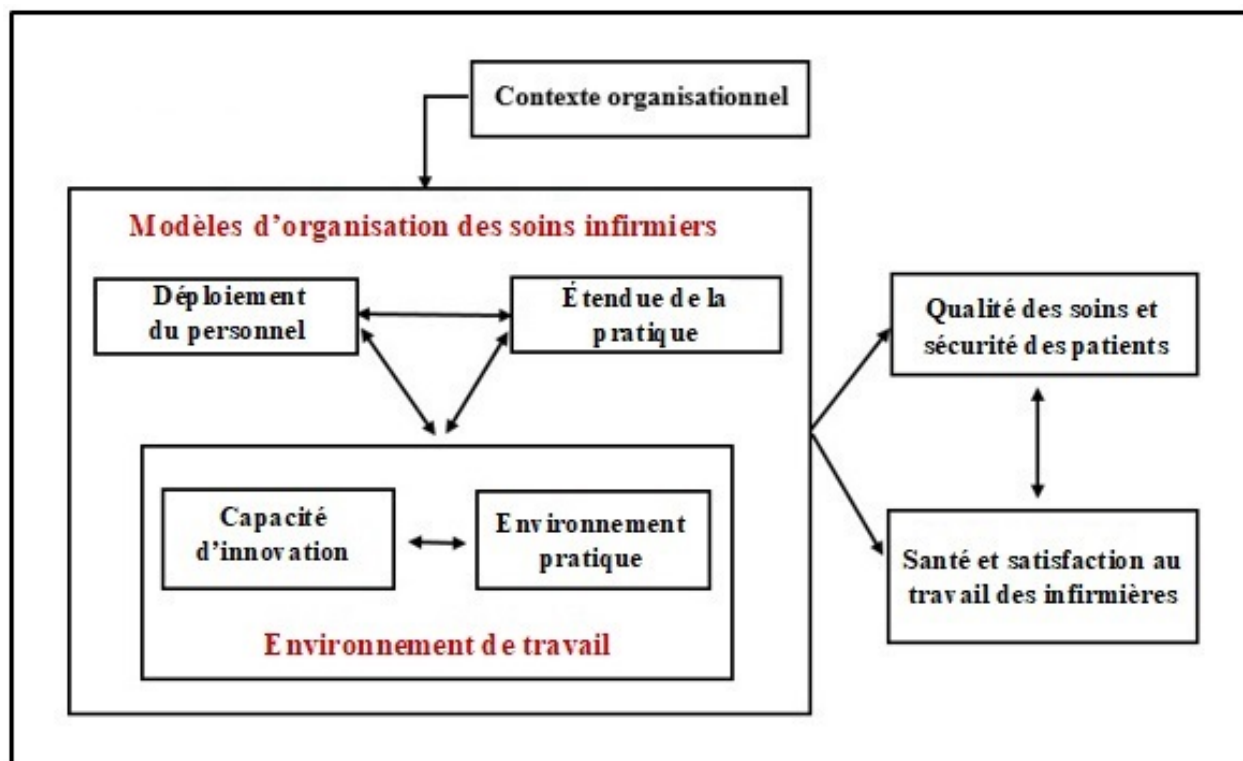 Contexte organisationnel
Modèles d'organisation des soins infirmiers
Déploiement
du personnel
Étendue de la
pratique
Capacité
d'innovation
Environnement
pratique
Environnement de travail
Qualité des soins et
sécurité des patients
Santé et satisfaction au
travail des infirmières